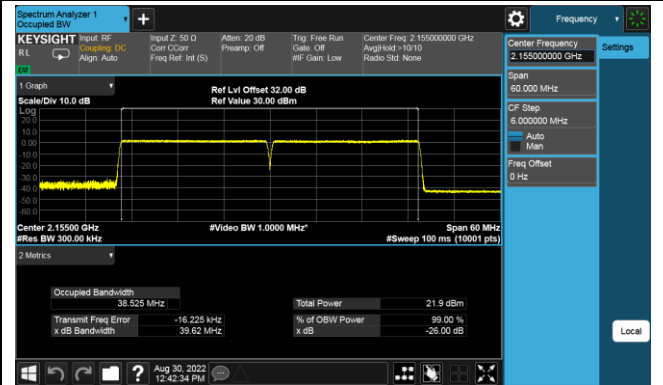 Spectrum Analyzer 1
Occupied BW
Frequency
KEYSIGHT
RL
Input: RF
Coupling: DC
Align: Auto
Input Z: 50 Ω
Corr CCorr
Freq Ref: Int (S)
Atten: 20 dB
Preamp: Off
Trig: Free Run
Gate: Off
#IF Gain: Low
Center Freq: 2.155000000 GHz
Avg|Hold:>10/10
Radio Std: None
Center Frequency
2.155000000 GHz
Settings
Span
60.000 MHz
CF Step
6.000000 MHz
Auto
Man
Freq Offset
0 Hz
1 Graph
Scale/Div 10.0 dB
Ref Lvl Offset 32.00 dB
Ref Value 30.00 dBm
Log
20.0
10.0
0.00
-10.0
-20.0
-30.0
-40.0
-50.0
-60.0
Center 2.15500 GHz
#Res BW 300.00 kHz
#Video BW 1.0000 MHz*
Span 60 MHz
#Sweep 100 ms (10001 pts)
2 Metrics
Occupied Bandwidth
38.525 MHz
Transmit Freq Error -16.225 kHz
x dB Bandwidth 39.62 MHz
Total Power 21.9 dBm
% of OBW Power 99.00 %
x dB -26.00 dB
Local
Aug 30, 2022
12:42:34 PM